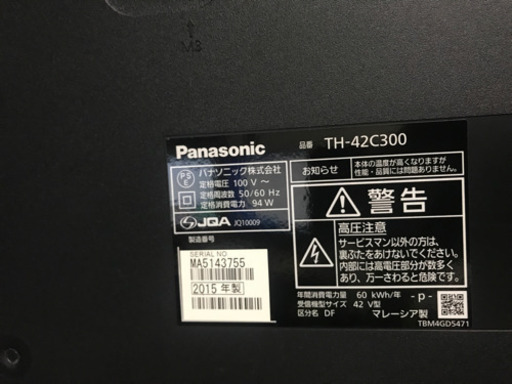 M3
Panasonic
品番 TH-42C300
PSE
パナソニック株式会社
定格電圧 100 V ～
定格周波数 50/60 Hz
定格消費電力 94 W
JQA JQ10009
製造番号
SERIAL NO.
MA5143755
2015 年製
お知らせ
本体の温度が高くなりますが
性能・品質には問題ありません
警告
高圧注意
サービスマン以外の方は、
裏ぶたをあけないでください。
内部には高電圧部分が数多く
あり、万一さわると危険です。
年間消費電力量 60 kWh/年
受信機型サイズ 42 V型
区分名 DF
- p -
マレーシア製
TBM4GD5471